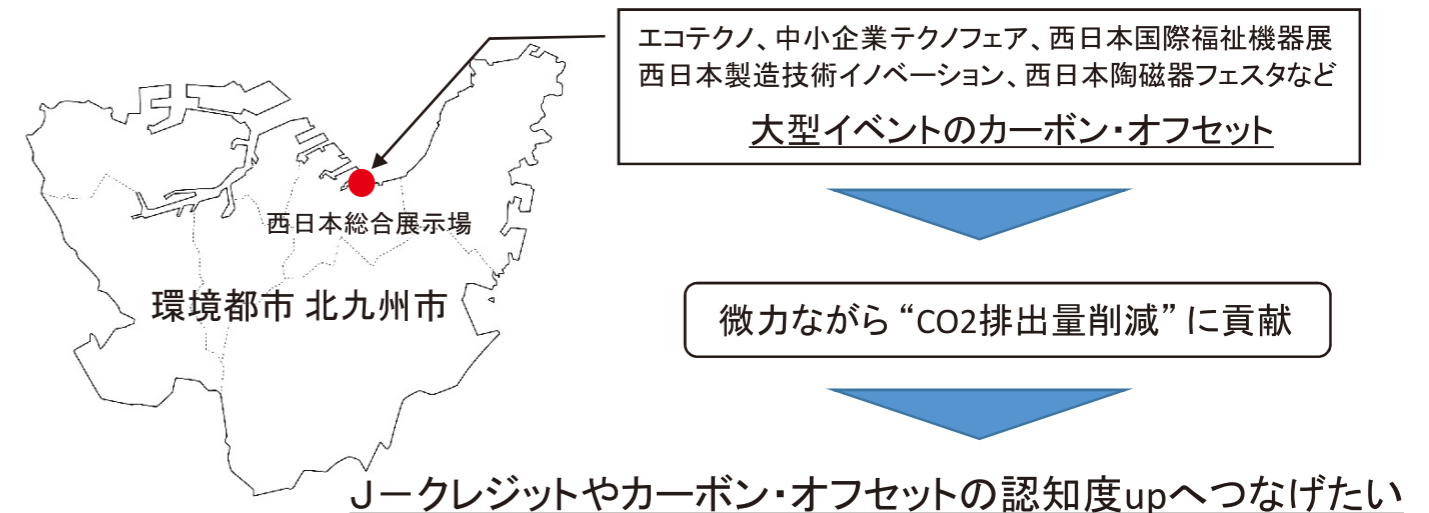 エコテクノ、中小企業テクノフェア、西日本国際福祉機器展
西日本製造技術イノベーション、西日本陶磁器フェスタなど
大型イベントのカーボン・オフセット
西日本総合展示場
環境都市 北九州市
微力ながら “CO2排出量削減” に貢献
J－クレジットやカーボン・オフセットの認知度upへつなげたい